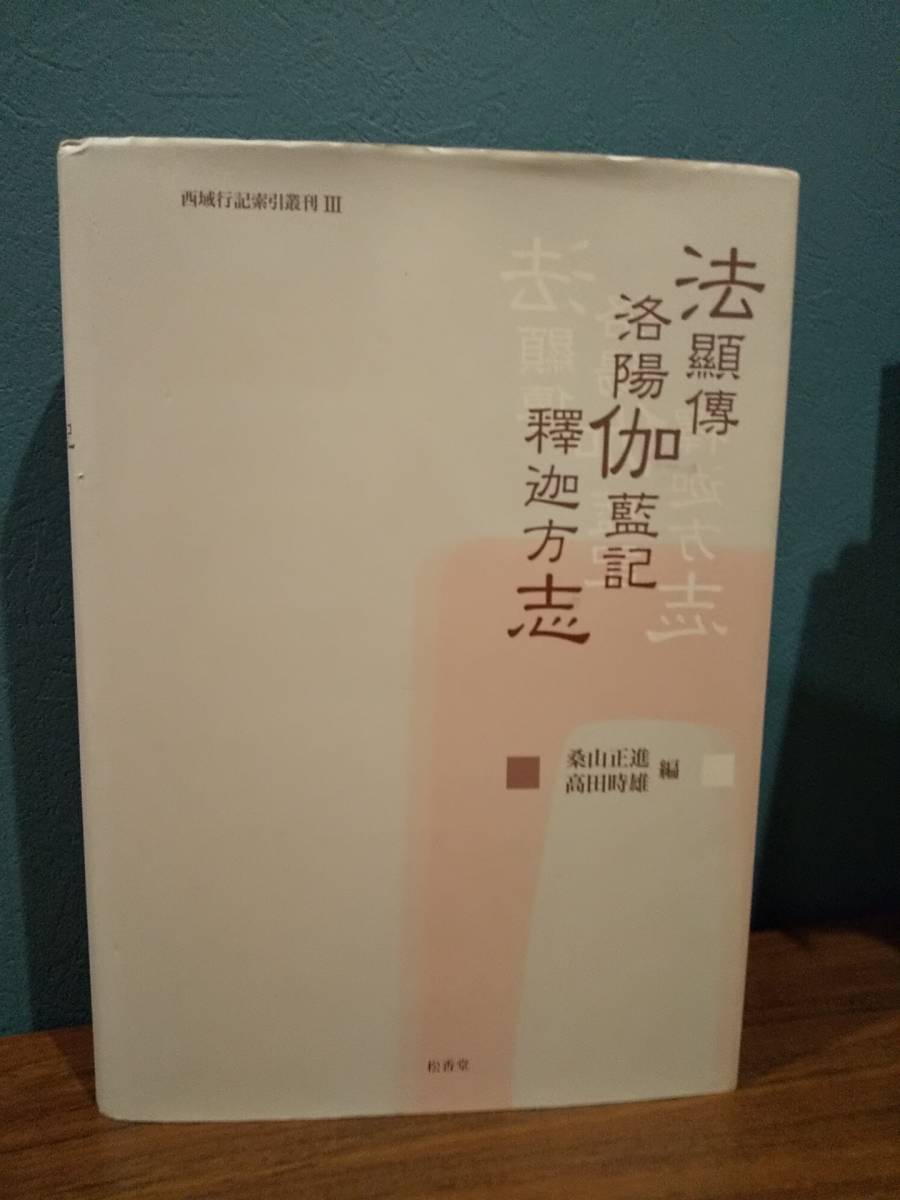 西域行記索引叢刊 III
法顯傳
洛陽伽藍記
釋迦方志
桑山正進
高田時雄
編
松香堂